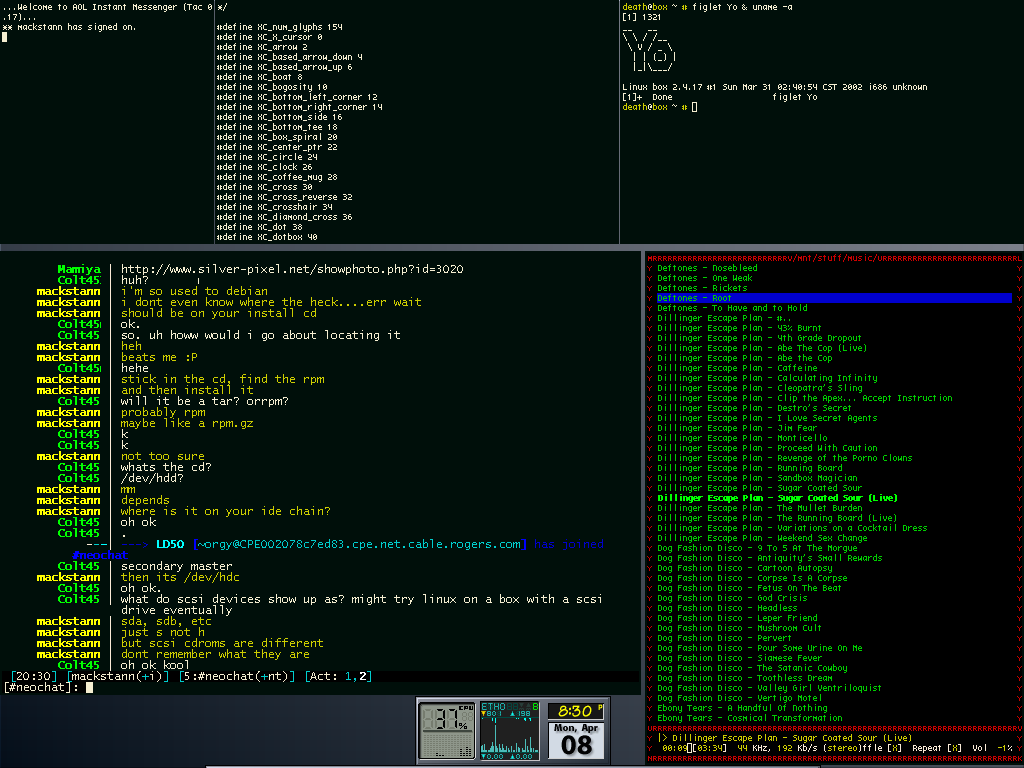 ...Welcome to AOL Instant Messenger (Tac 0
.17)...
** mackstann has signed on.
*/
#define XC_num_glyphs 154
#define XC_X_cursor 0
#define XC_arrow 2
#define XC_based_arrow_down 4
#define XC_based_arrow_up 6
#define XC_boat 8
#define XC_bogosity 10
#define XC_bottom_left_corner 12
#define XC_bottom_right_corner 14
#define XC_bottom_side 16
#define XC_bottom_tee 18
#define XC_box_spiral 20
#define XC_center_ptr 22
#define XC_circle 24
#define XC_clock 26
#define XC_coffee_mug 28
#define XC_cross 30
#define XC_cross_reverse 32
#define XC_crosshair 34
#define XC_diamond_cross 36
#define XC_dot 38
#define XC_dotbox 40
death@box ~ # figlet Yo & uname -a
[1] 1321
Yo
Linux box 2.4.17 #1 Sun Mar 31 02:40:54 CST 2002 i686 unknown
[1]+  Done                    figlet Yo
death@box ~ #
Mamiya | http://www.silver-pixel.net/showphoto.php?id=3020
Colt45 | huh?
mackstann | i'm so used to debian
mackstann | i dont even know where the heck....err wait
mackstann | should be on your install cd
Colt45 | ok.
Colt45 | so. uh howw would i go about locating it
mackstann | heh
mackstann | beats me :P
Colt45 | hehe
mackstann | stick in the cd, find the rpm
mackstann | and then install it
Colt45 | will it be a tar? orrpm?
mackstann | probably rpm
mackstann | maybe like a rpm.gz
Colt45 | k
Colt45 | k
mackstann | not too sure
Colt45 | whats the cd?
Colt45 | /dev/hdd?
mackstann | mm
mackstann | depends
mackstann | where is it on your ide chain?
Colt45 | oh ok
Colt45 | .
---| ---> LD50 [~orgy@CPE002078c7ed83.cpe.net.cable.rogers.com] has joined
#neochat
Colt45 | secondary master
mackstann | then its /dev/hdc
Colt45 | oh ok.
Colt45 | what do scsi devices show up as? might try linux on a box with a scsi
drive eventually
mackstann | sda, sdb, etc
mackstann | just s not h
mackstann | but scsi cdroms are different
mackstann | dont remember what they are
Colt45 | oh ok kool
[20:30] [mackstann(+i)] [5:#neochat(+nt)] [Act: 1,2]
[#neochat]:
/mnt/stuff/music/
Deftones - Nosebleed
Deftones - One Weak
Deftones - Rickets
Deftones - Root
Deftones - To Have and to Hold
Dillinger Escape Plan - #..
Dillinger Escape Plan - 43% Burnt
Dillinger Escape Plan - 4th Grade Dropout
Dillinger Escape Plan - Abe The Cop (Live)
Dillinger Escape Plan - Abe the Cop
Dillinger Escape Plan - Caffeine
Dillinger Escape Plan - Calculating Infinity
Dillinger Escape Plan - Cleopatra's Sling
Dillinger Escape Plan - Clip the Apex... Accept Instruction
Dillinger Escape Plan - Destro's Secret
Dillinger Escape Plan - I Love Secret Agents
Dillinger Escape Plan - Jim Fear
Dillinger Escape Plan - Monticello
Dillinger Escape Plan - Proceed With Caution
Dillinger Escape Plan - Revenge of the Porno Clowns
Dillinger Escape Plan - Running Board
Dillinger Escape Plan - Sandbox Magician
Dillinger Escape Plan - Sugar Coated Sour
Dillinger Escape Plan - Sugar Coated Sour (Live)
Dillinger Escape Plan - The Mullet Burden
Dillinger Escape Plan - The Running Board (Live)
Dillinger Escape Plan - Variations on a Cocktail Dress
Dillinger Escape Plan - Weekend Sex Change
Dog Fashion Disco - 9 To 5 At The Morgue
Dog Fashion Disco - Antiquity's Small Rewards
Dog Fashion Disco - Cartoon Autopsy
Dog Fashion Disco - Corpse Is A Corpse
Dog Fashion Disco - Fetus On The Beat
Dog Fashion Disco - God Crisis
Dog Fashion Disco - Headless
Dog Fashion Disco - Leper Friend
Dog Fashion Disco - Mushroom Cult
Dog Fashion Disco - Pervert
Dog Fashion Disco - Pour Some Urine On Me
Dog Fashion Disco - Siamese Fever
Dog Fashion Disco - The Satanic Cowboy
Dog Fashion Disco - Toothless Dream
Dog Fashion Disco - Valley Girl Ventriloquist
Dog Fashion Disco - Vertigo Motel
Ebony Tears - A Handful Of Nothing
Ebony Tears - Cosmical Transformation
|> Dillinger Escape Plan - Sugar Coated Sour (Live)
00:09[[03:34] 44 KHz, 192 Kb/s (stereo)ffle [X] Repeat [X] Vol -1%
CPU
37%
ETH0
8:30 P
Mon, Apr
08